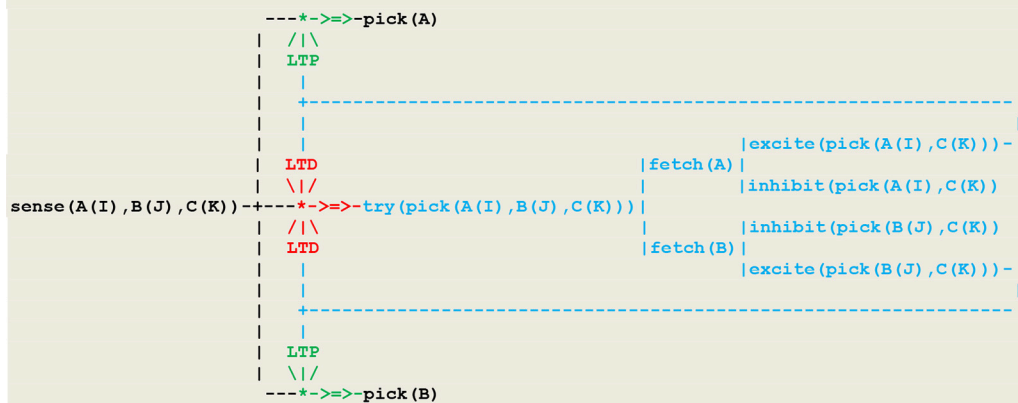 ---*->=>-pick(A)
| /|\
| LTP
| |
| +----------------------------------------------------------------
| | |
| | |excite(pick(A(I),C(K)))-
| LTD |fetch(A)|
| \|/ | |inhibit(pick(A(I),C(K))
sense(A(I),B(J),C(K))-+---*->=>-try(pick(A(I),B(J),C(K)))|
| /|\ | |inhibit(pick(B(J),C(K))
| LTD |fetch(B)|
| | |excite(pick(B(J),C(K)))-
| | |
| +----------------------------------------------------------------
| |
| LTP
| \|/
---*->=>-pick(B)